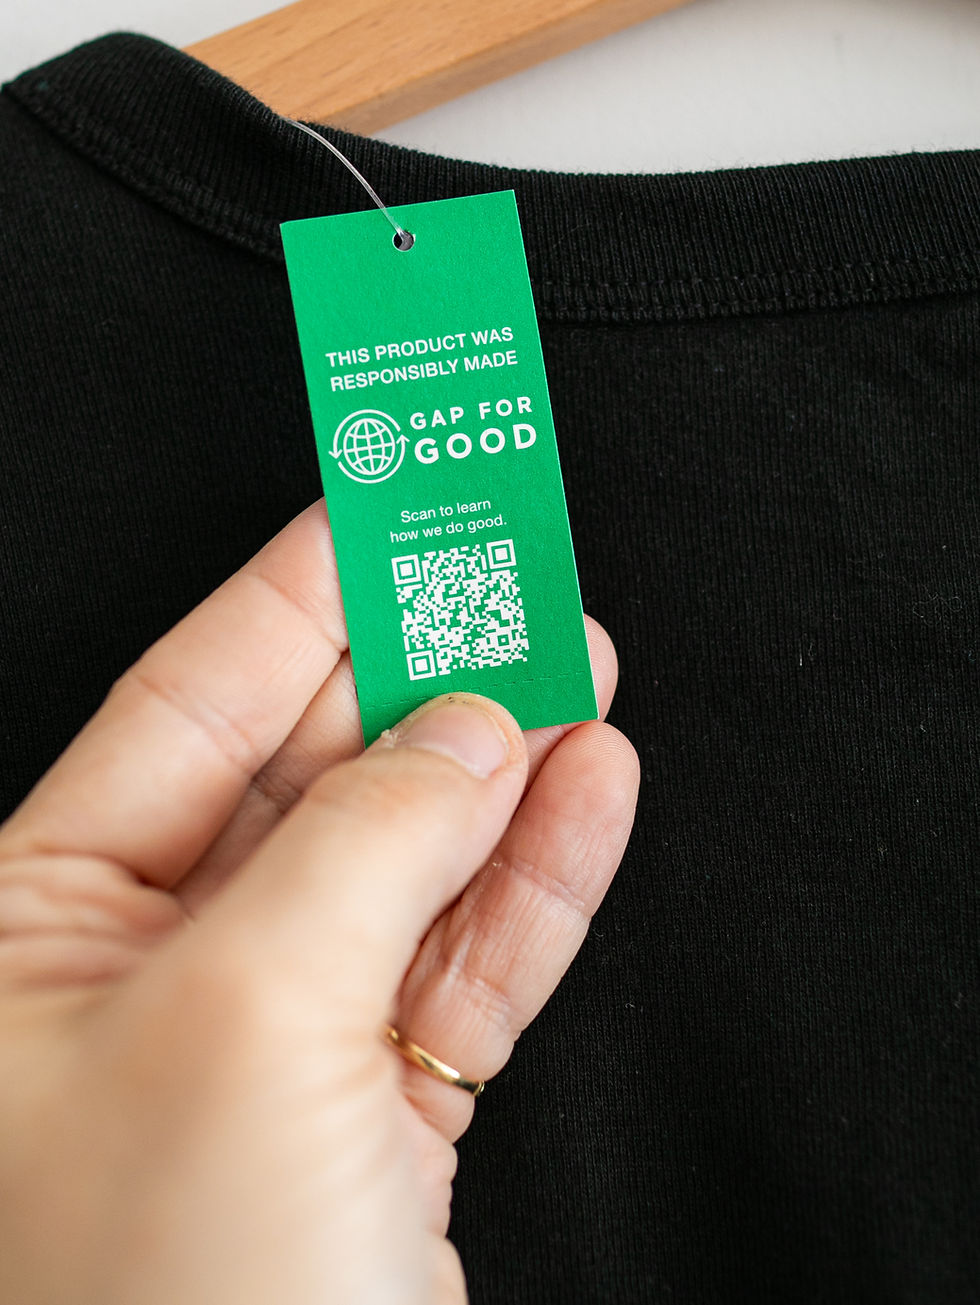 THIS PRODUCT WAS
RESPONSIBLY MADE
GAP FOR
GOOD
Scan to learn
how we do good.